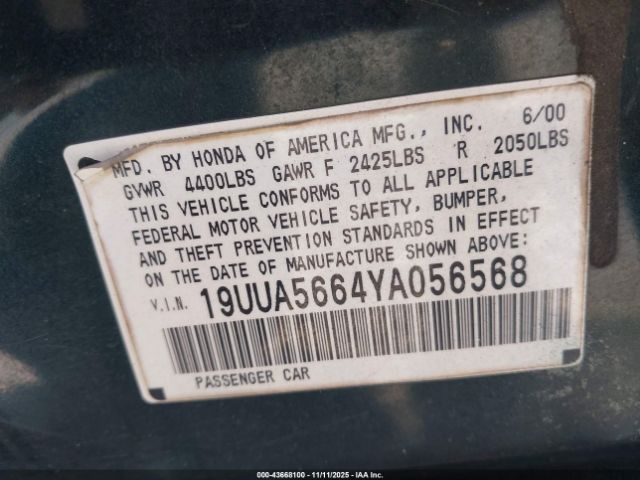 MFD. BY HONDA OF AMERICA MFG., INC. 6/00
GVWR 4400LBS GAWR F 2425LBS R 2050LBS
THIS VEHICLE CONFORMS TO ALL APPLICABLE
FEDERAL MOTOR VEHICLE SAFETY, BUMPER,
AND THEFT PREVENTION STANDARDS IN EFFECT
ON THE DATE OF MANUFACTURE SHOWN ABOVE:
V.I.N. 19UUA5664YA056568
PASSENGER CAR
000-43668100 - 11/11/2025 - IAA Inc.